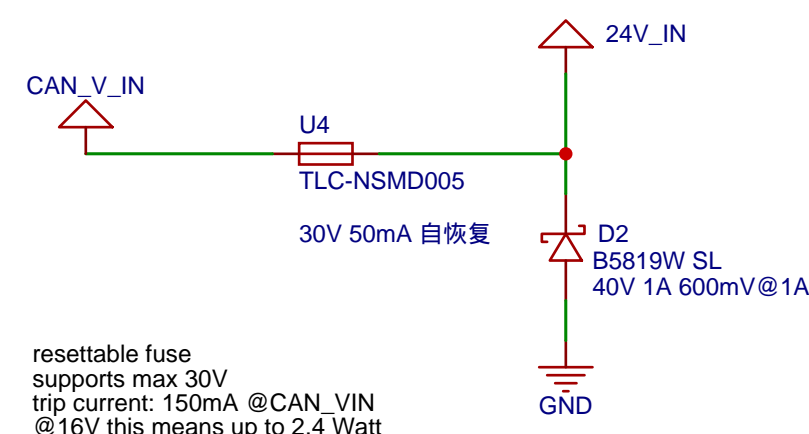 24V_IN
CAN_V_IN
U4
TLC-NSMD005
30V 50mA 自恢复
D2
B5819W SL
40V 1A 600mV@1A
GND
resettable fuse
supports max 30V
trip current: 150mA @CAN_VIN
@16V this means up to 2.4 Watt